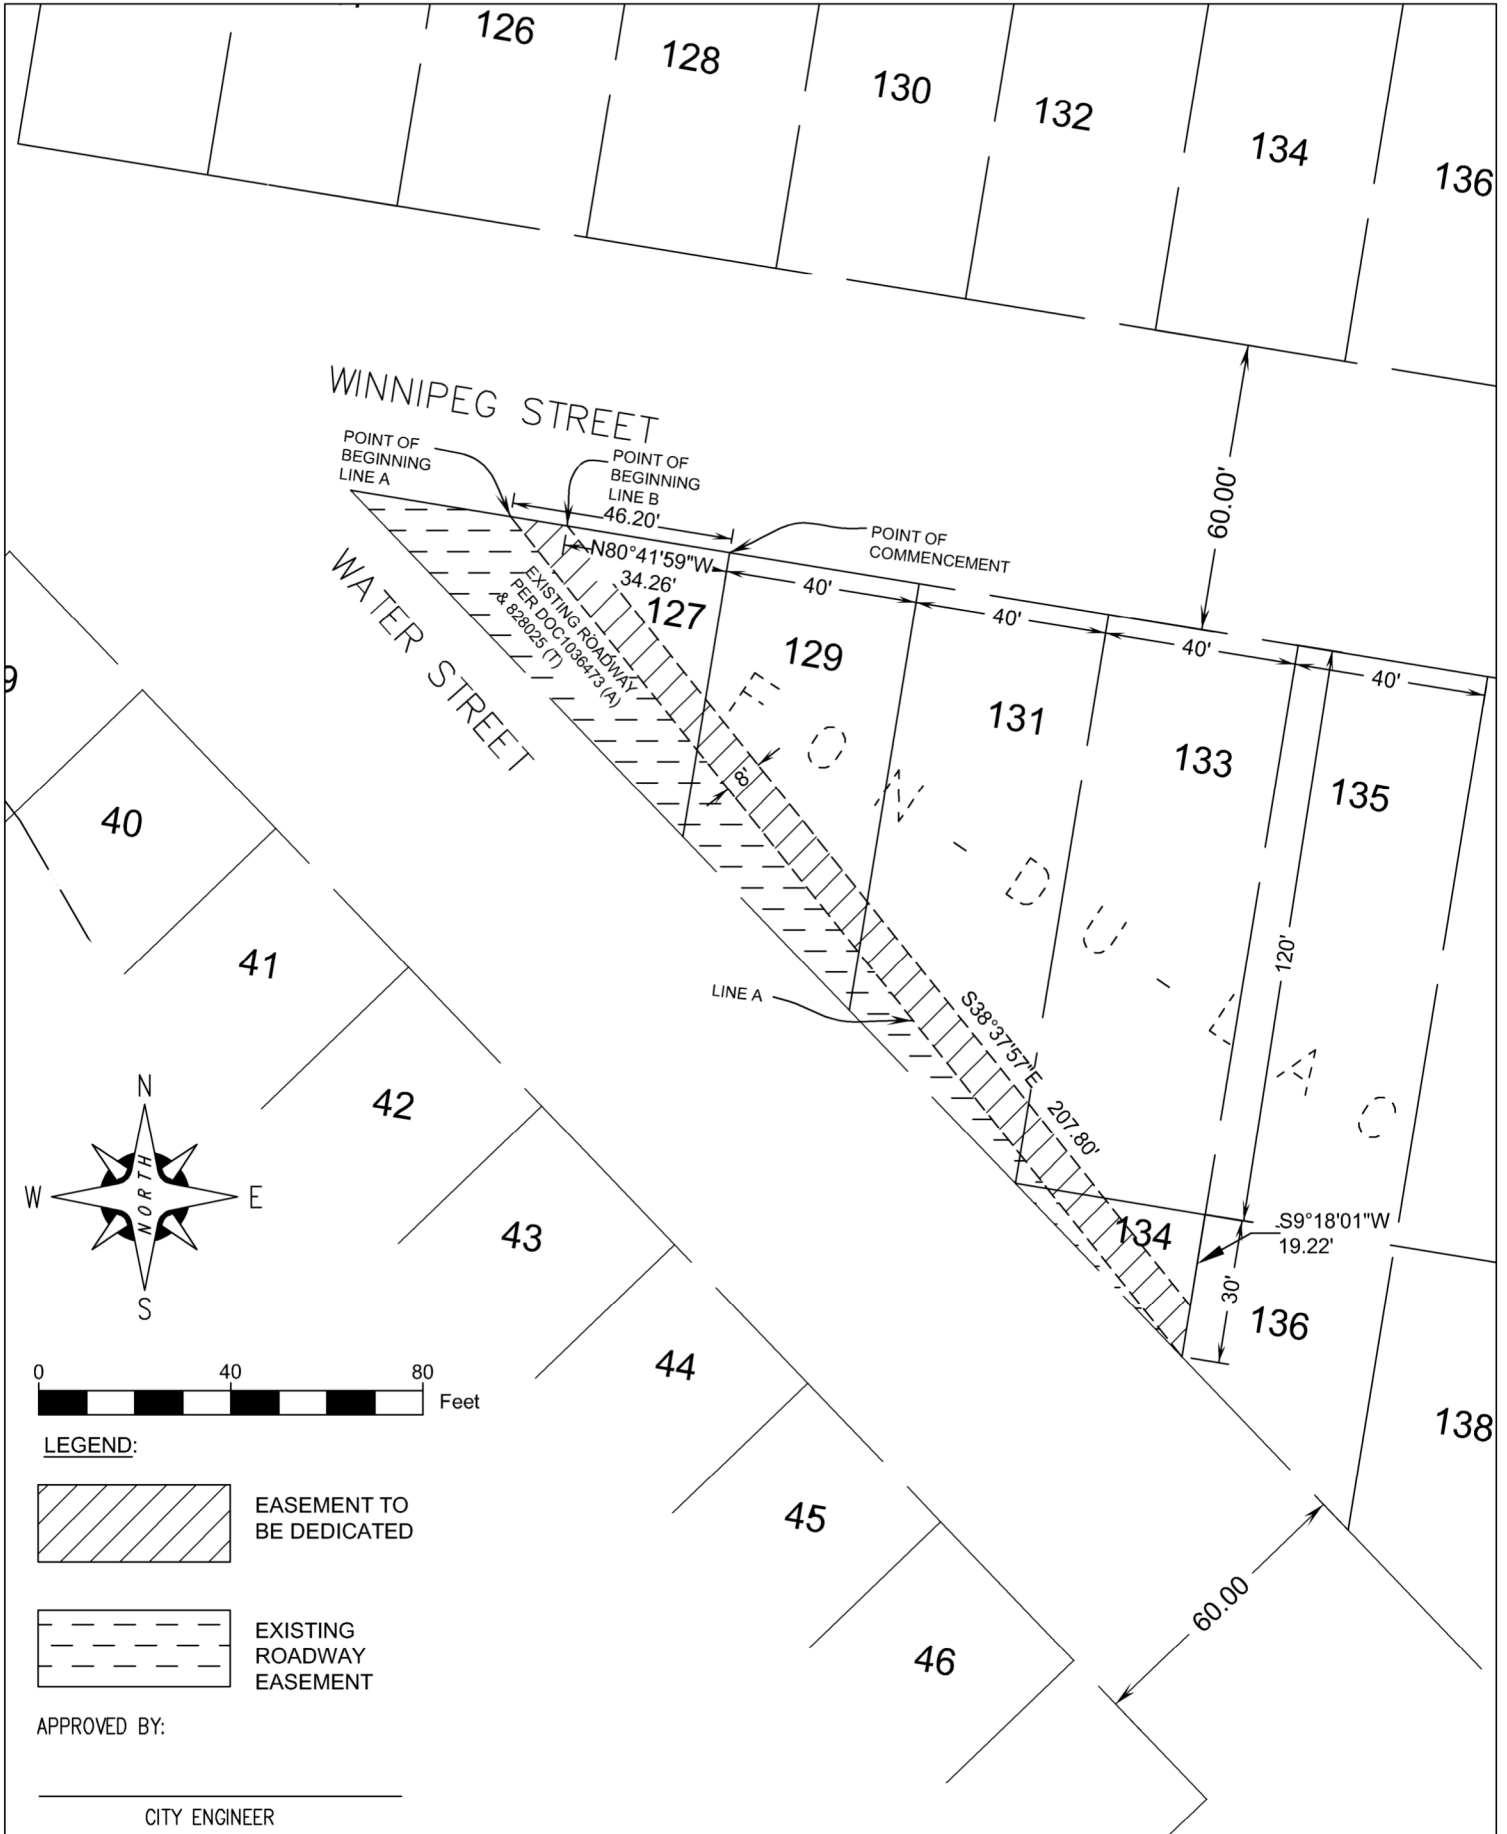 126
128
130
132
134
136
WINNIPEG STREET
POINT OF
BEGINNING
LINE A
POINT OF
BEGINNING
LINE B
46.20'
POINT OF
COMMENCEMENT
60.00'
N80°41'59"W
34.26'
40'
40'
40'
40'
WATER STREET
EXISTING ROADWAY
PER DOC1036473 (A)
& 828025 (T)
127
129
131
133
135
9
FON-DU-LAC
8'
120'
40
41
LINE A
S38°37'57"E 207.80'
42
N
W
E
S
NORTH
43
134
S9°18'01"W
19.22'
30'
136
44
0 40 80
Feet
138
LEGEND:
EASEMENT TO
BE DEDICATED
45
60.00
EXISTING
ROADWAY
EASEMENT
46
APPROVED BY:
CITY ENGINEER